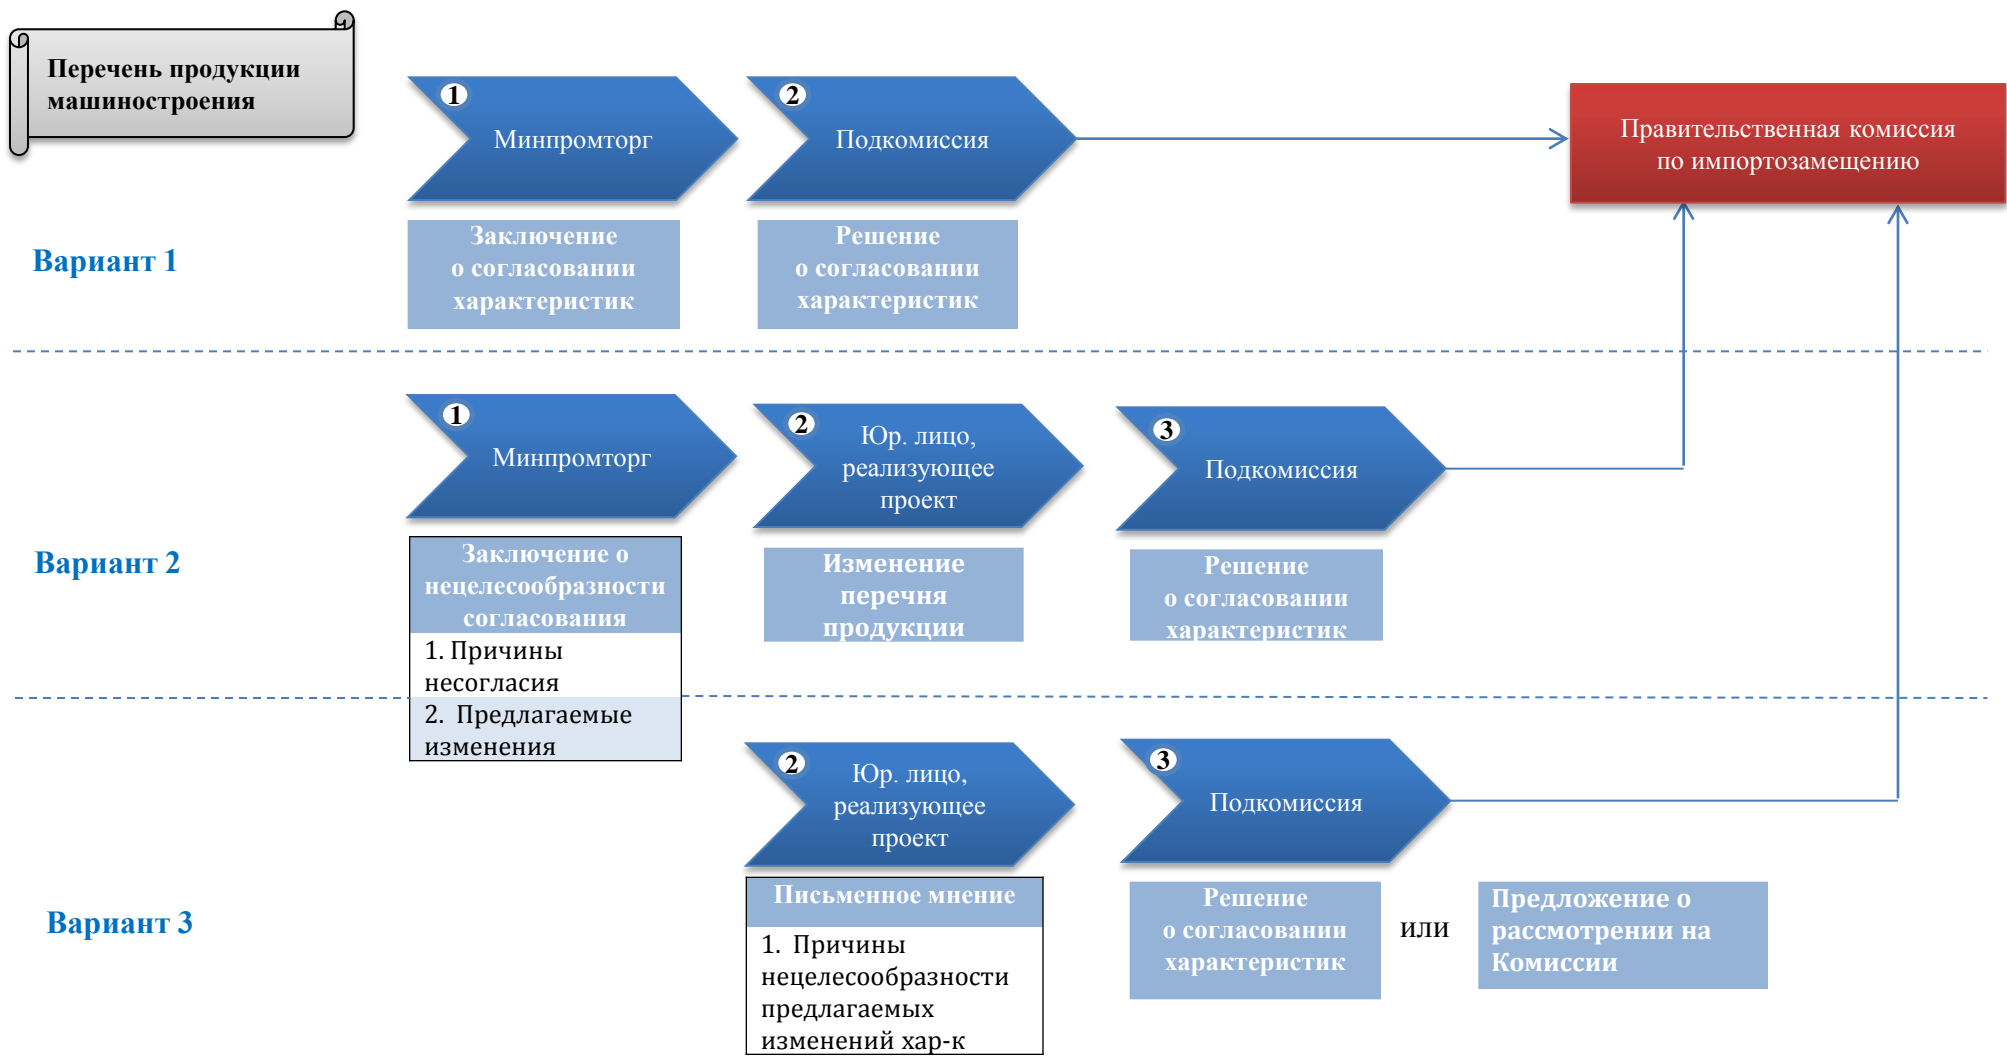 Перечень продукции
машиностроения
1
Минпромторг
2
Подкомиссия
Правительственная комиссия
по импортозамещению
Вариант 1
Заключение
о согласовании
характеристик
Решение
о согласовании
характеристик
1
Минпромторг
2
Юр. лицо,
реализующее
проект
3
Подкомиссия
Вариант 2
Заключение о
нецелесообразности
согласования
1. Причины
несогласия
2. Предлагаемые
изменения
Изменение
перечня
продукции
Решение
о согласовании
характеристик
2
Юр. лицо,
реализующее
проект
3
Подкомиссия
Вариант 3
Письменное мнение
1. Причины
нецелесообразности
предлагаемых
изменений хар-к
Решение
о согласовании
характеристик
или
Предложение о
рассмотрении на
Комиссии